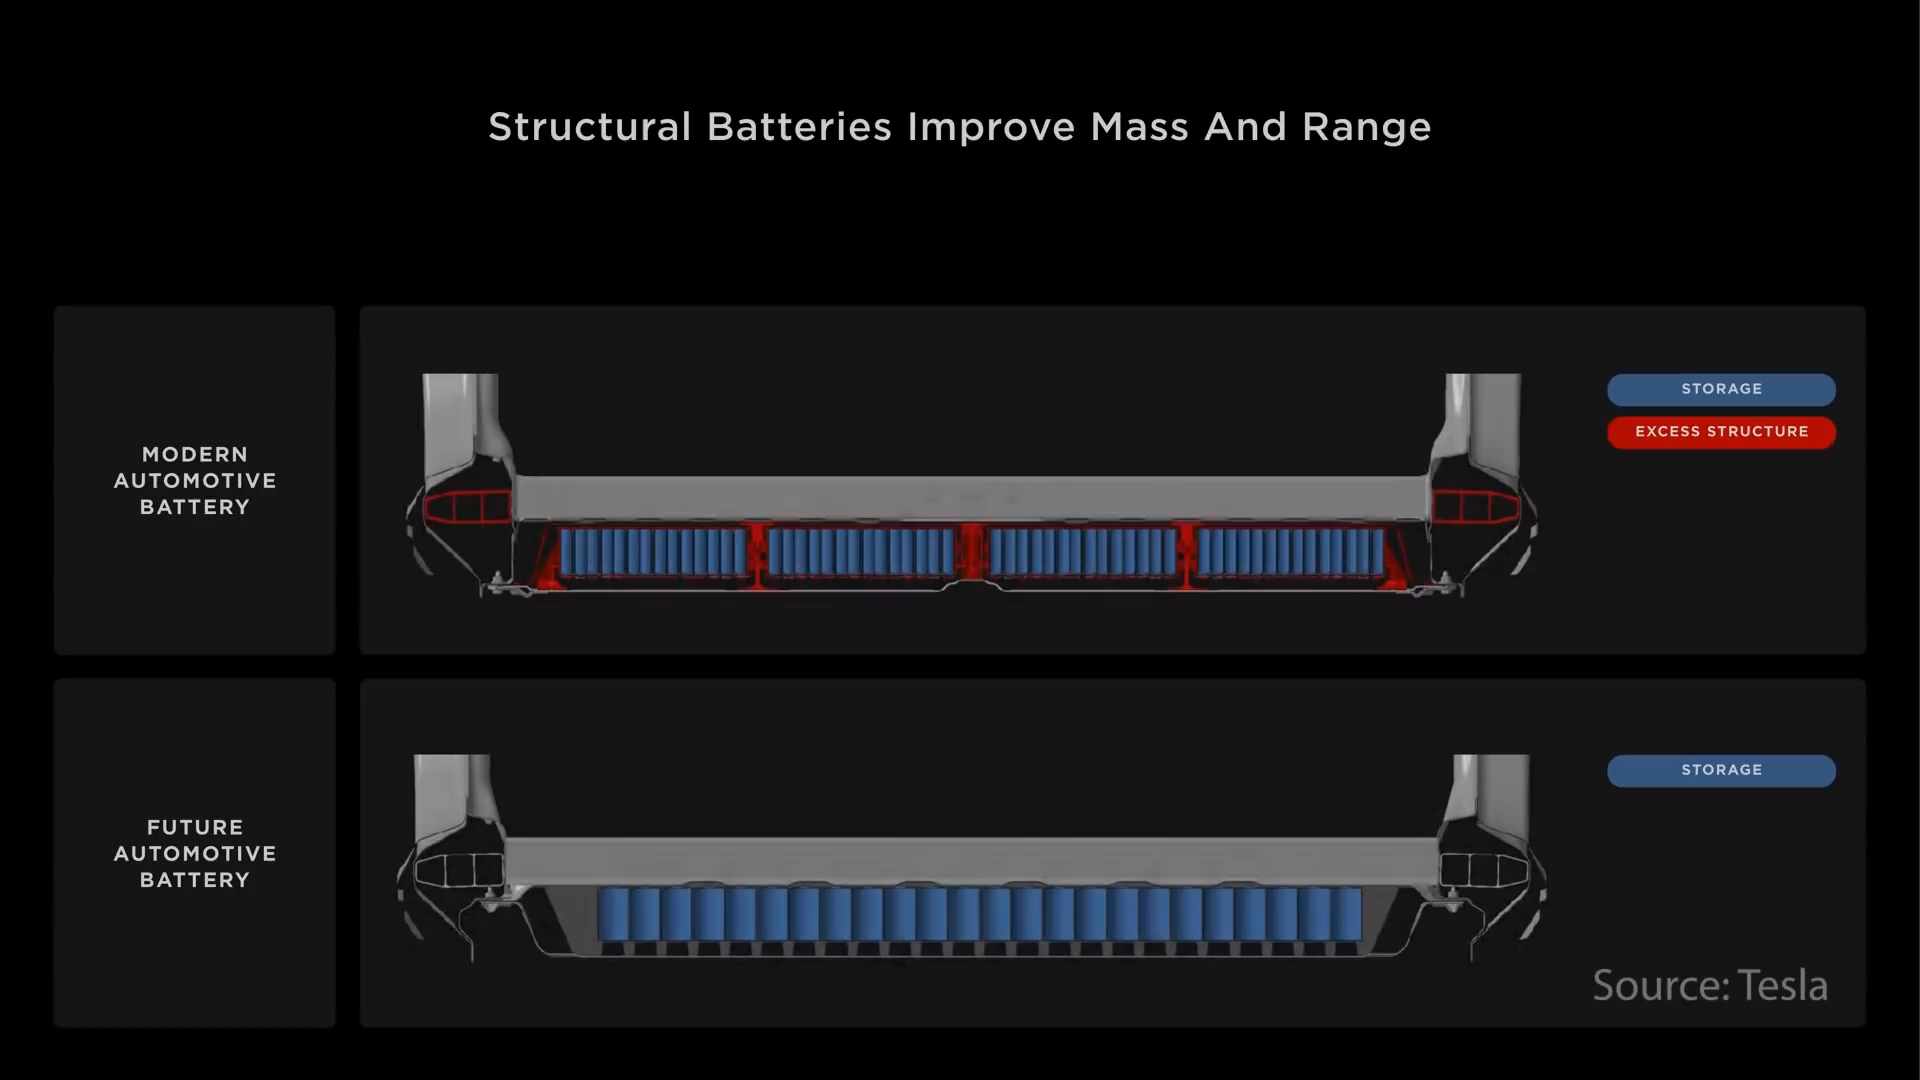 Structural Batteries Improve Mass And Range
MODERN
AUTOMOTIVE
BATTERY
STORAGE
EXCESS STRUCTURE
FUTURE
AUTOMOTIVE
BATTERY
STORAGE
Source: Tesla